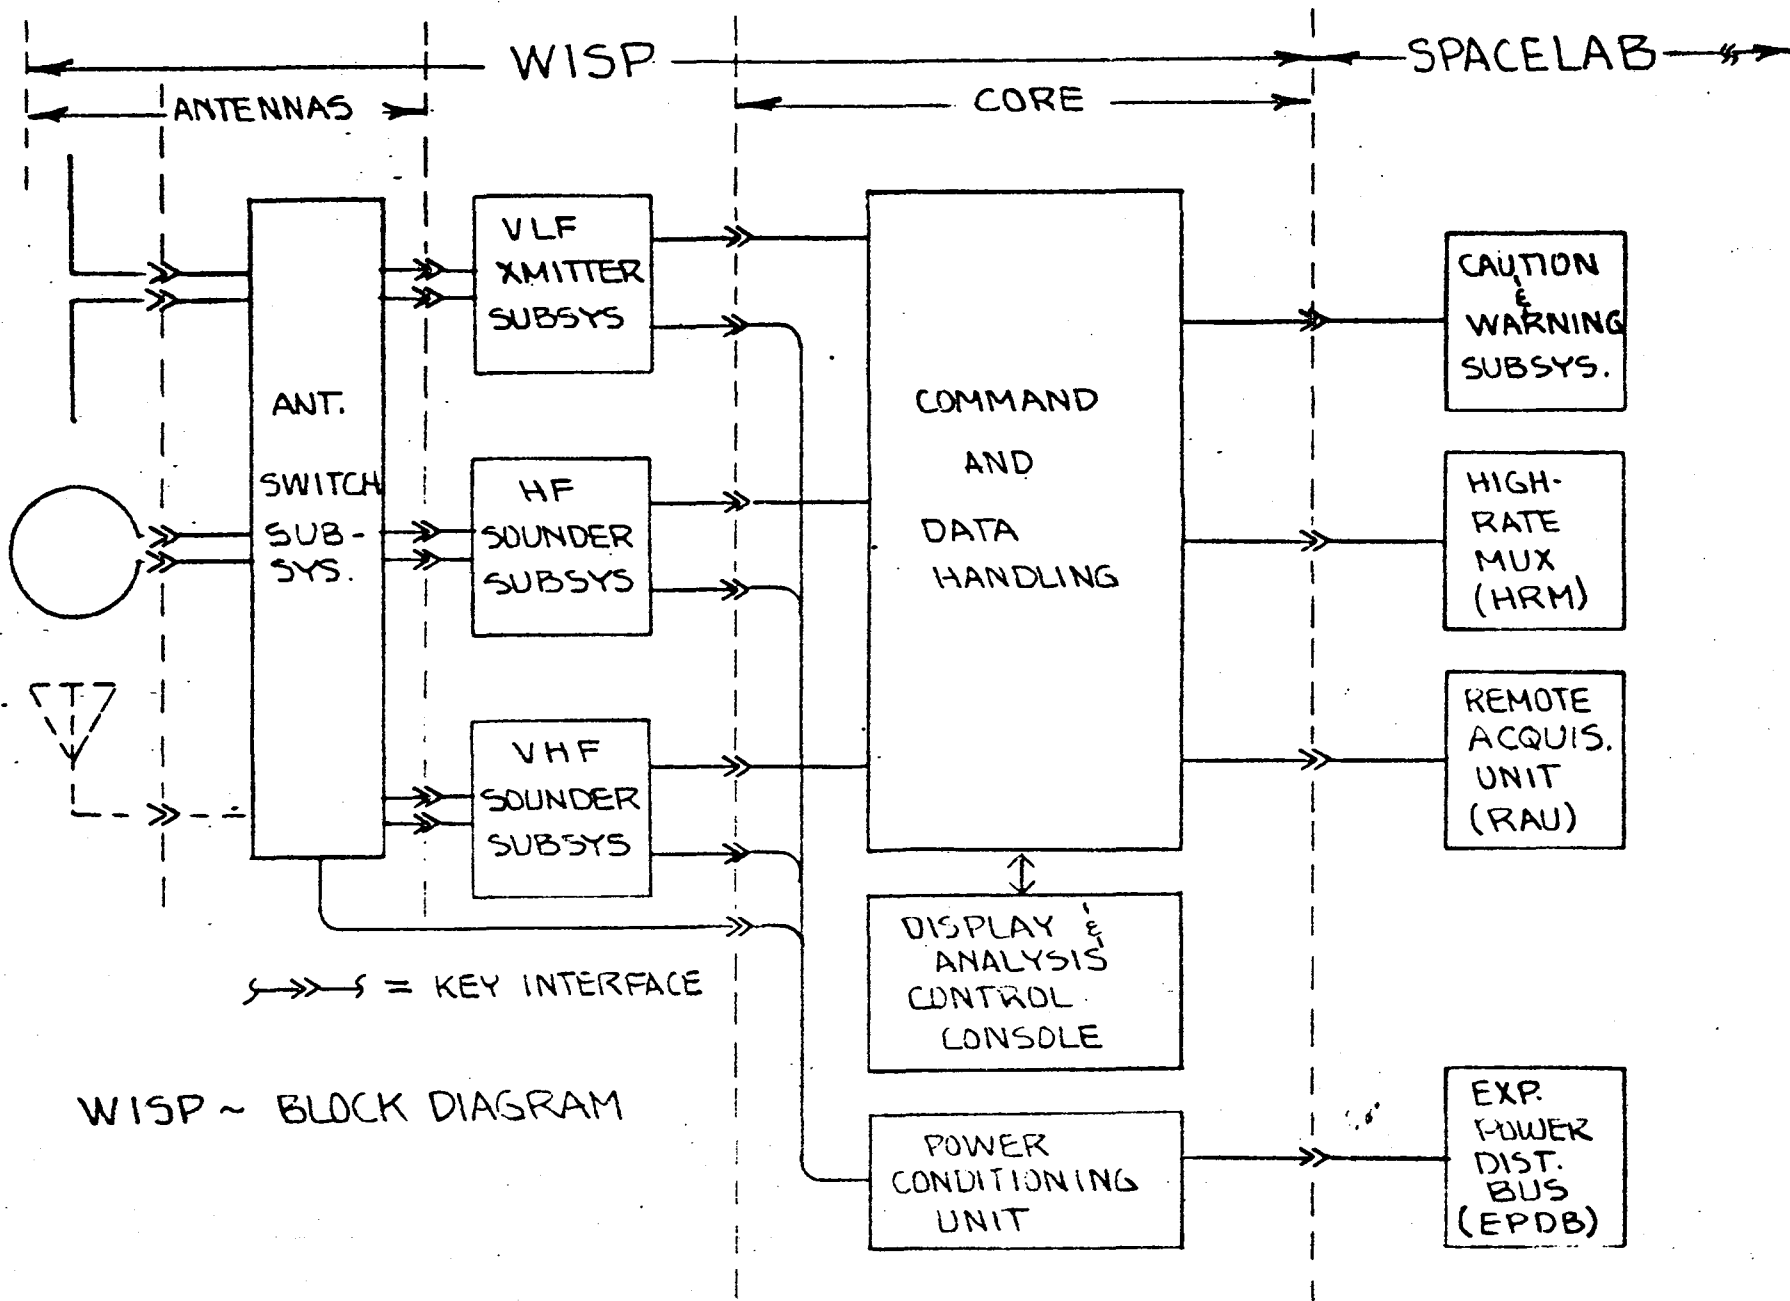 WISP
SPACELAB
ANTENNAS
CORE
ANT.
SWITCH
SUB-
SYS.
VLF
XMITTER
SUBSYS
HF
SOUNDER
SUBSYS
VHF
SOUNDER
SUBSYS
COMMAND
AND
DATA
HANDLING
DISPLAY &
ANALYSIS
CONTROL
CONSOLE
POWER
CONDITIONING
UNIT
CAUTION
&
WARNING
SUBSYS.
HIGH-
RATE
MUX
(HRM)
REMOTE
ACQUIS.
UNIT
(RAU)
EXP.
POWER
DIST.
BUS
(EPDB)
= KEY INTERFACE
WISP ~ BLOCK DIAGRAM